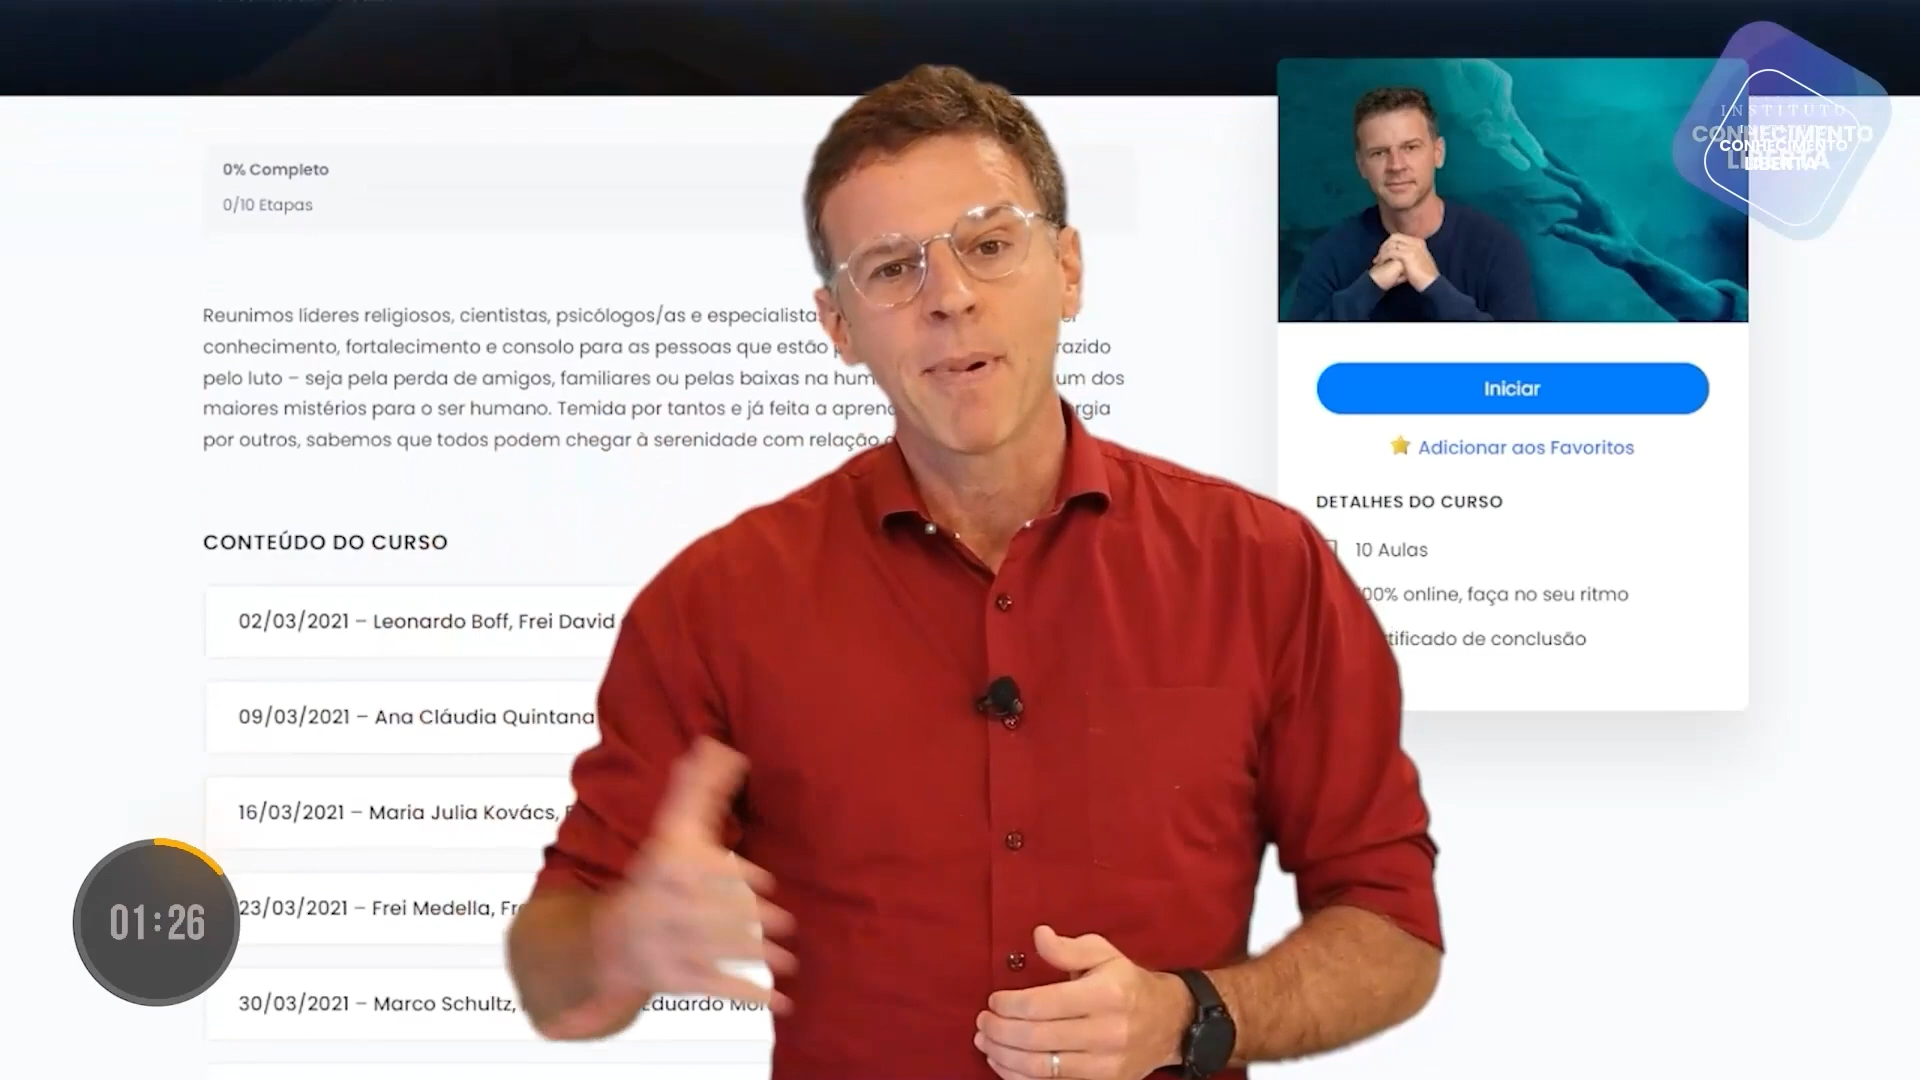 0% Completo
0/10 Etapas
Reunimos líderes religiosos, cientistas, psicólogos/as e especialista
conhecimento, fortalecimento e consolo para as pessoas que estão
pelo luto – seja pela perda de amigos, familiares ou pelas baixas na hum um dos
maiores mistérios para o ser humano. Temida por tantos e já feita a
por outros, sabemos que todos podem chegar à serenidade com relação
CONTEÚDO DO CURSO
02/03/2021 – Leonardo Boff, Frei David
09/03/2021 – Ana Cláudia Quintana
16/03/2021 – Maria Julia Kovács,
23/03/2021 – Frei Medella,
30/03/2021 – Marco Schultz, Eduardo
01:26
INSTITUTO
CONHECIMENTO
LIBERTA
CONHECIMENTO
LIBERTA
Iniciar
Adicionar aos Favoritos
DETALHES DO CURSO
10 Aulas
00% online, faça no seu ritmo
tificado de conclusão